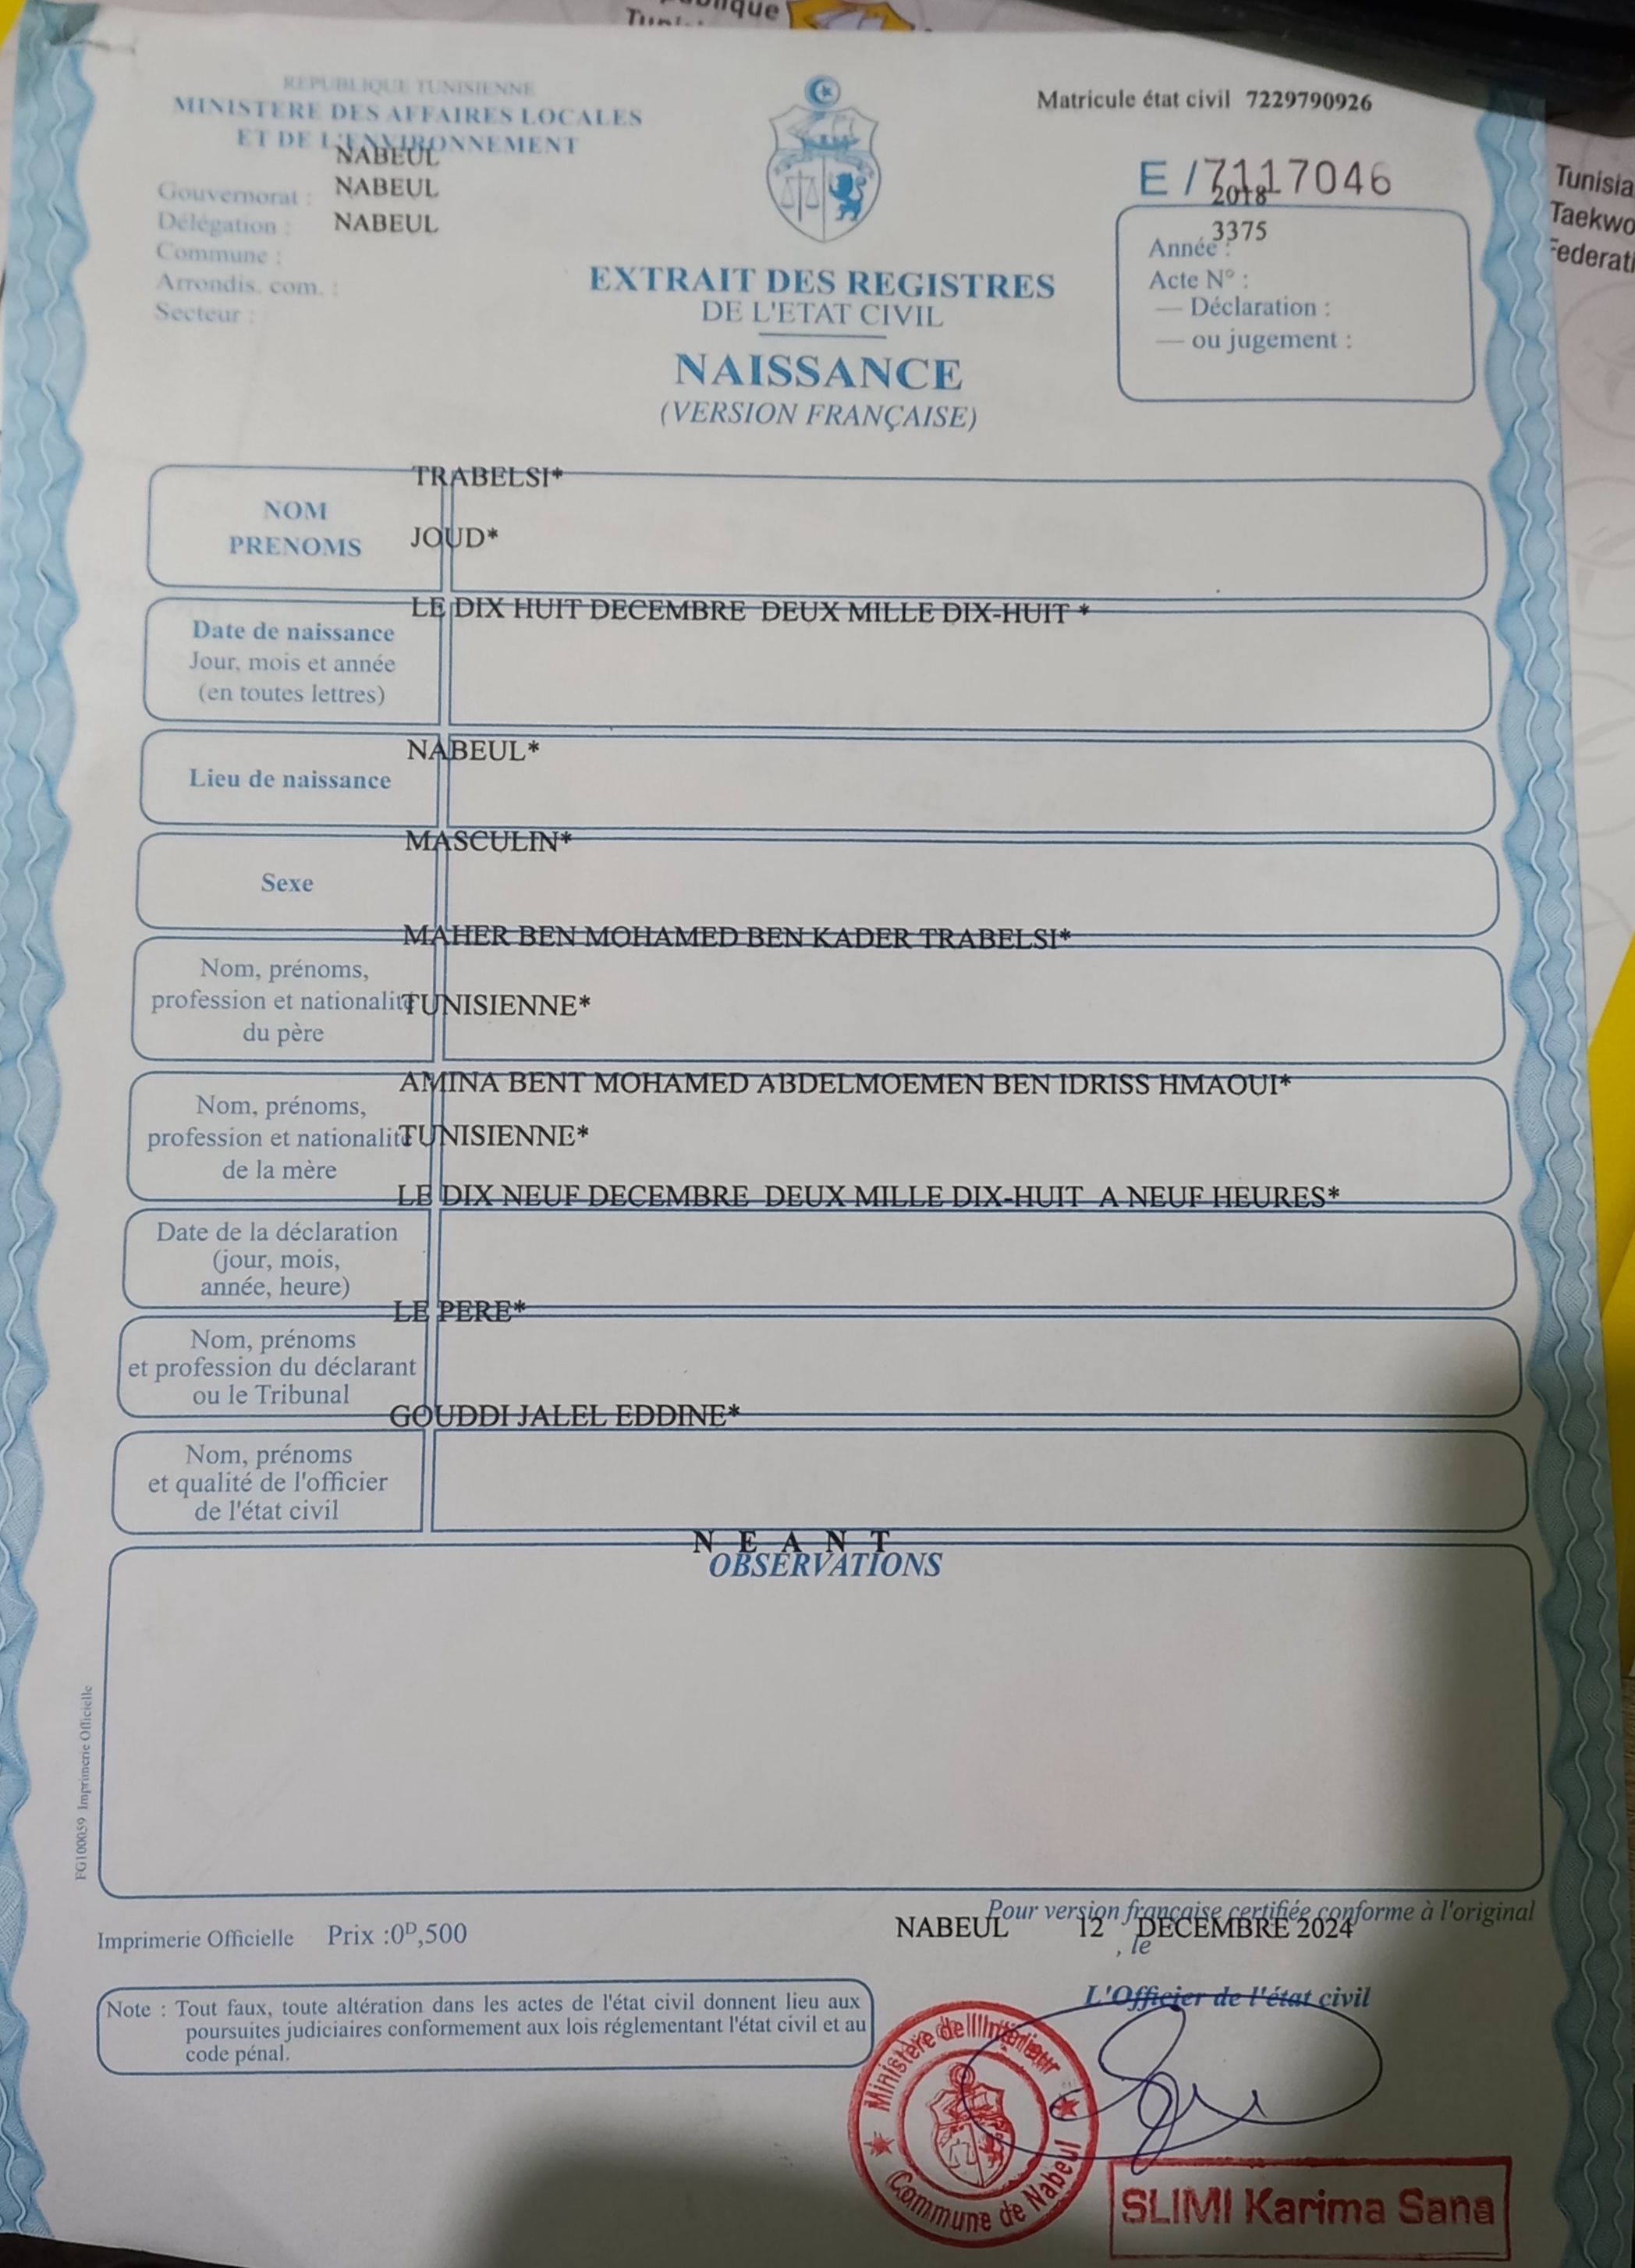 REPUBLIQUE TUNISIENNE
MINISTERE DES AFFAIRES LOCALES
ET DE L'ENVIRONNEMENT
NABEUL
Gouvernorat : NABEUL
Délégation : NABEUL
Commune :
Arrondis. com. :
Secteur :
Matricule état civil 7229790926
E / 7117046
2018
3375
Année :
Acte N° :
— Déclaration :
— ou jugement :
EXTRAIT DES REGISTRES
DE L'ETAT CIVIL
NAISSANCE
(VERSION FRANÇAISE)
TRABELSI*
NOM
PRENOMS JOUD*
LE DIX HUIT DECEMBRE DEUX MILLE DIX-HUIT *
Date de naissance
Jour, mois et année
(en toutes lettres)
NABEUL*
Lieu de naissance
MASCULIN*
Sexe
MAHER BEN MOHAMED BEN KADER TRABELSI*
Nom, prénoms,
profession et nationalité TUNISIENNE*
du père
AMINA BENT MOHAMED ABDELMOEMEN BEN IDRISS HMAOUI*
Nom, prénoms,
profession et nationalité TUNISIENNE*
de la mère
LE DIX NEUF DECEMBRE DEUX MILLE DIX-HUIT A NEUF HEURES*
Date de la déclaration
(jour, mois,
année, heure)
LE PERE*
Nom, prénoms
et profession du déclarant
ou le Tribunal
GOUDDI JALEL EDDINE*
Nom, prénoms
et qualité de l'officier
de l'état civil
N E A N T
OBSERVATIONS
FG100059 Imprimerie Officielle
Imprimerie Officielle Prix :0ᴰ,500
Pour version française certifiée conforme à l'original
NABEUL 12 DECEMBRE 2024
, le
L'Officier de l'état civil
Note : Tout faux, toute altération dans les actes de l'état civil donnent lieu aux
poursuites judiciaires conformement aux lois réglementant l'état civil et au
code pénal.
Ministère de l'Intérieur
Commune de Nabeul
SLIMI Karima Sana
Tunisia
Taekwo
Federati